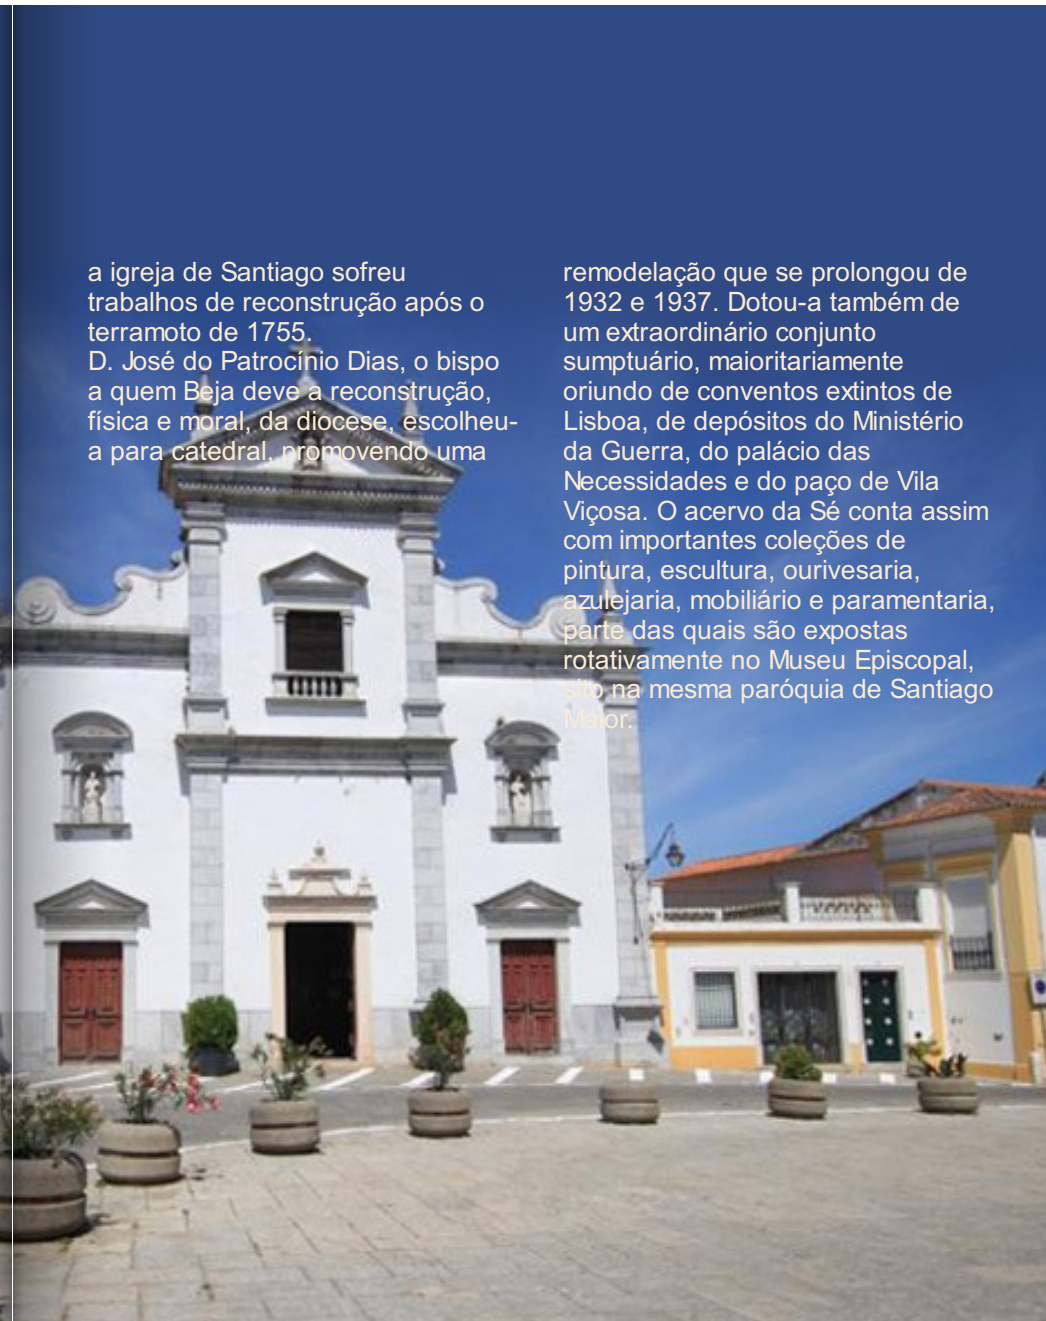 a igreja de Santiago sofreu
trabalhos de reconstrução após o
terramoto de 1755.
D. José do Patrocínio Dias, o bispo
a quem Beja deve a reconstrução,
física e moral, da diocese, escolheu-
a para catedral, promovendo uma
remodelação que se prolongou de
1932 e 1937. Dotou-a também de
um extraordinário conjunto
sumptuário, maioritariamente
oriundo de conventos extintos de
Lisboa, de depósitos do Ministério
da Guerra, do palácio das
Necessidades e do paço de Vila
Viçosa. O acervo da Sé conta assim
com importantes coleções de
pintura, escultura, ourivesaria,
azulejaria, mobiliário e paramentaria,
parte das quais são expostas
rotativamente no Museu Episcopal,
sito na mesma paróquia de Santiago
Maior.